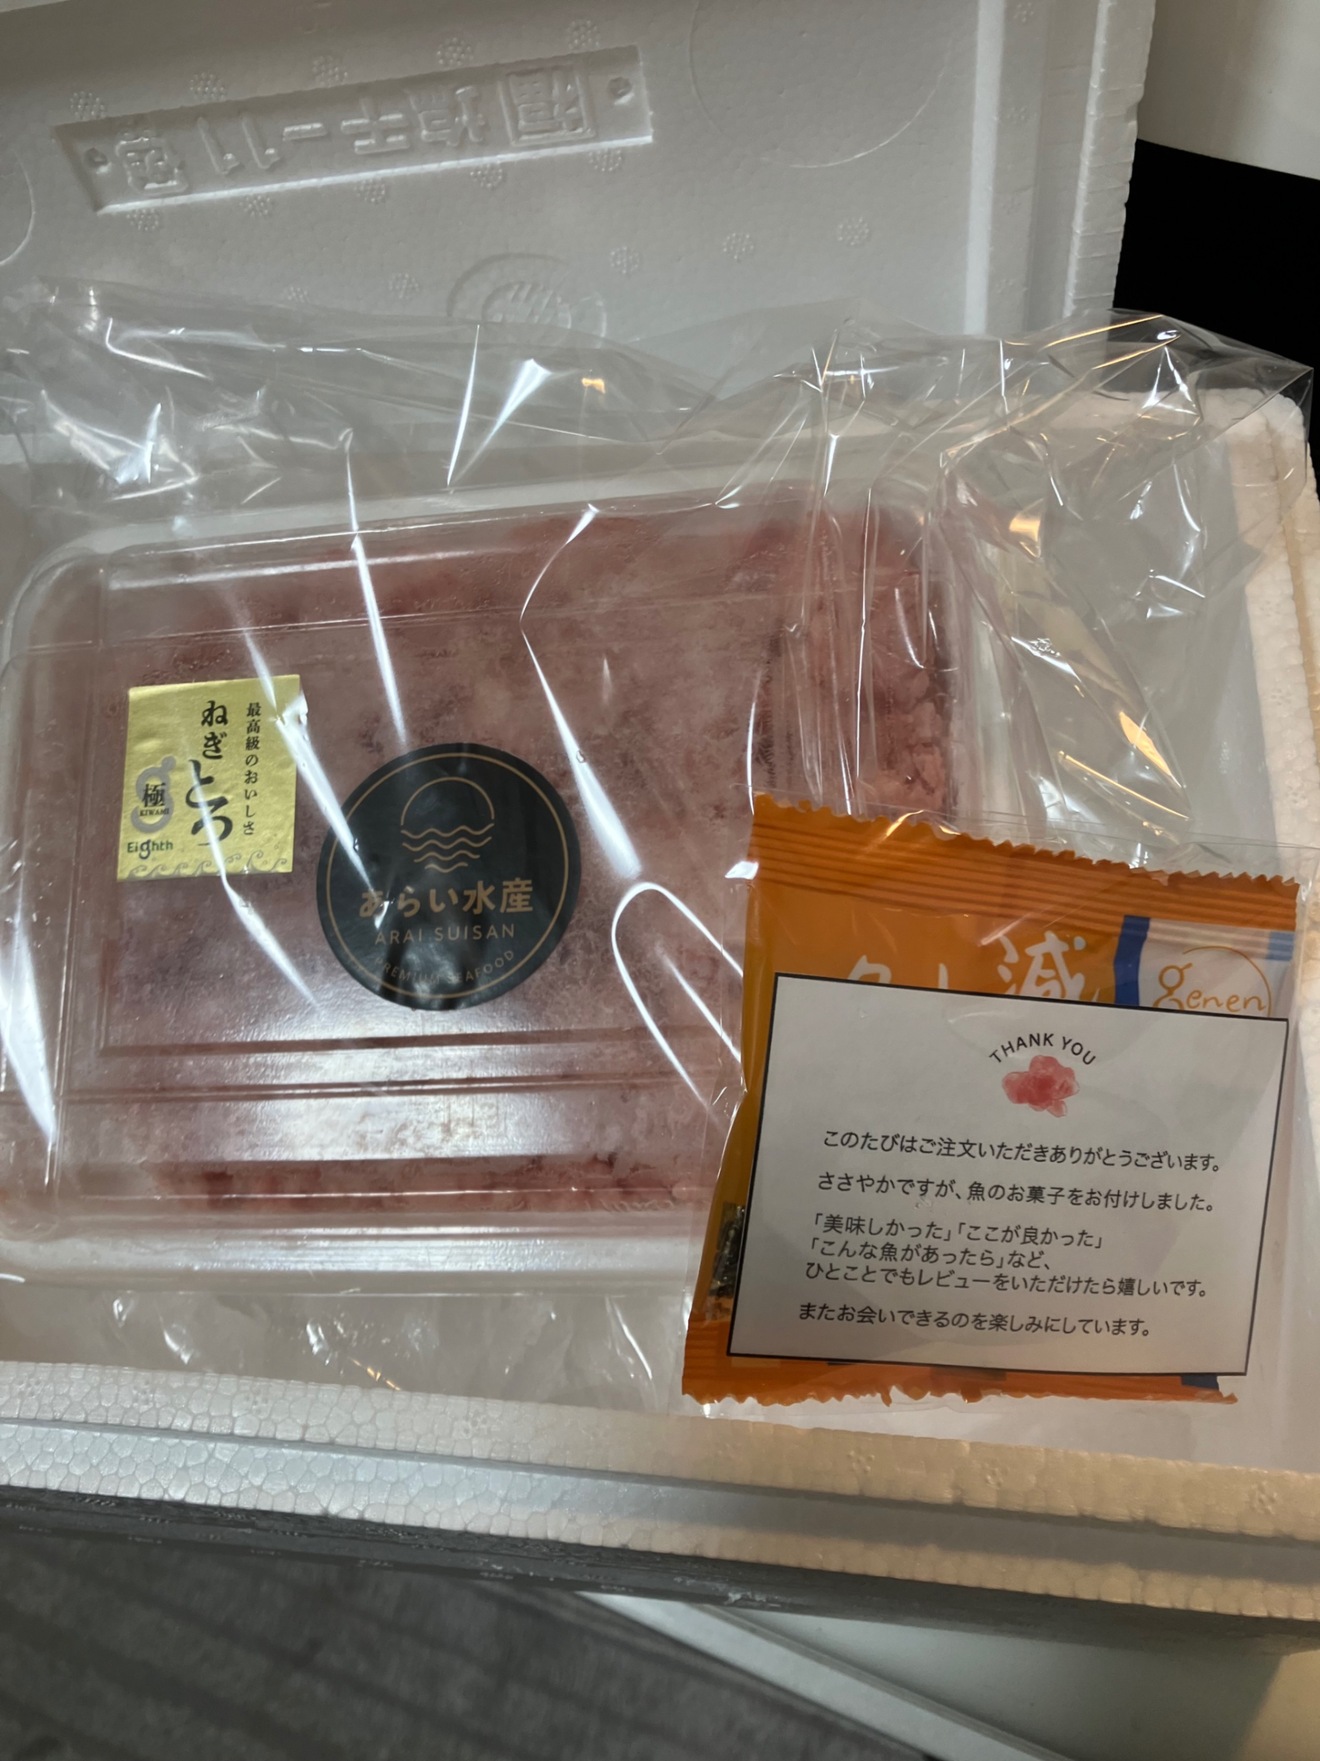 最高級のおいしさ
ねぎとろ
極
KIWAMI
Eighth
あらい水産
ARAI SUISAN
PREMIUM SEAFOOD
減
genen
THANK YOU
このたびはご注文いただきありがとうございます。
ささやかですが、魚のお菓子をお付けしました。
「美味しかった」「ここが良かった」
「こんな魚があったら」など、
ひとことでもレビューをいただけたら嬉しいです。
またお会いできるのを楽しみにしています。